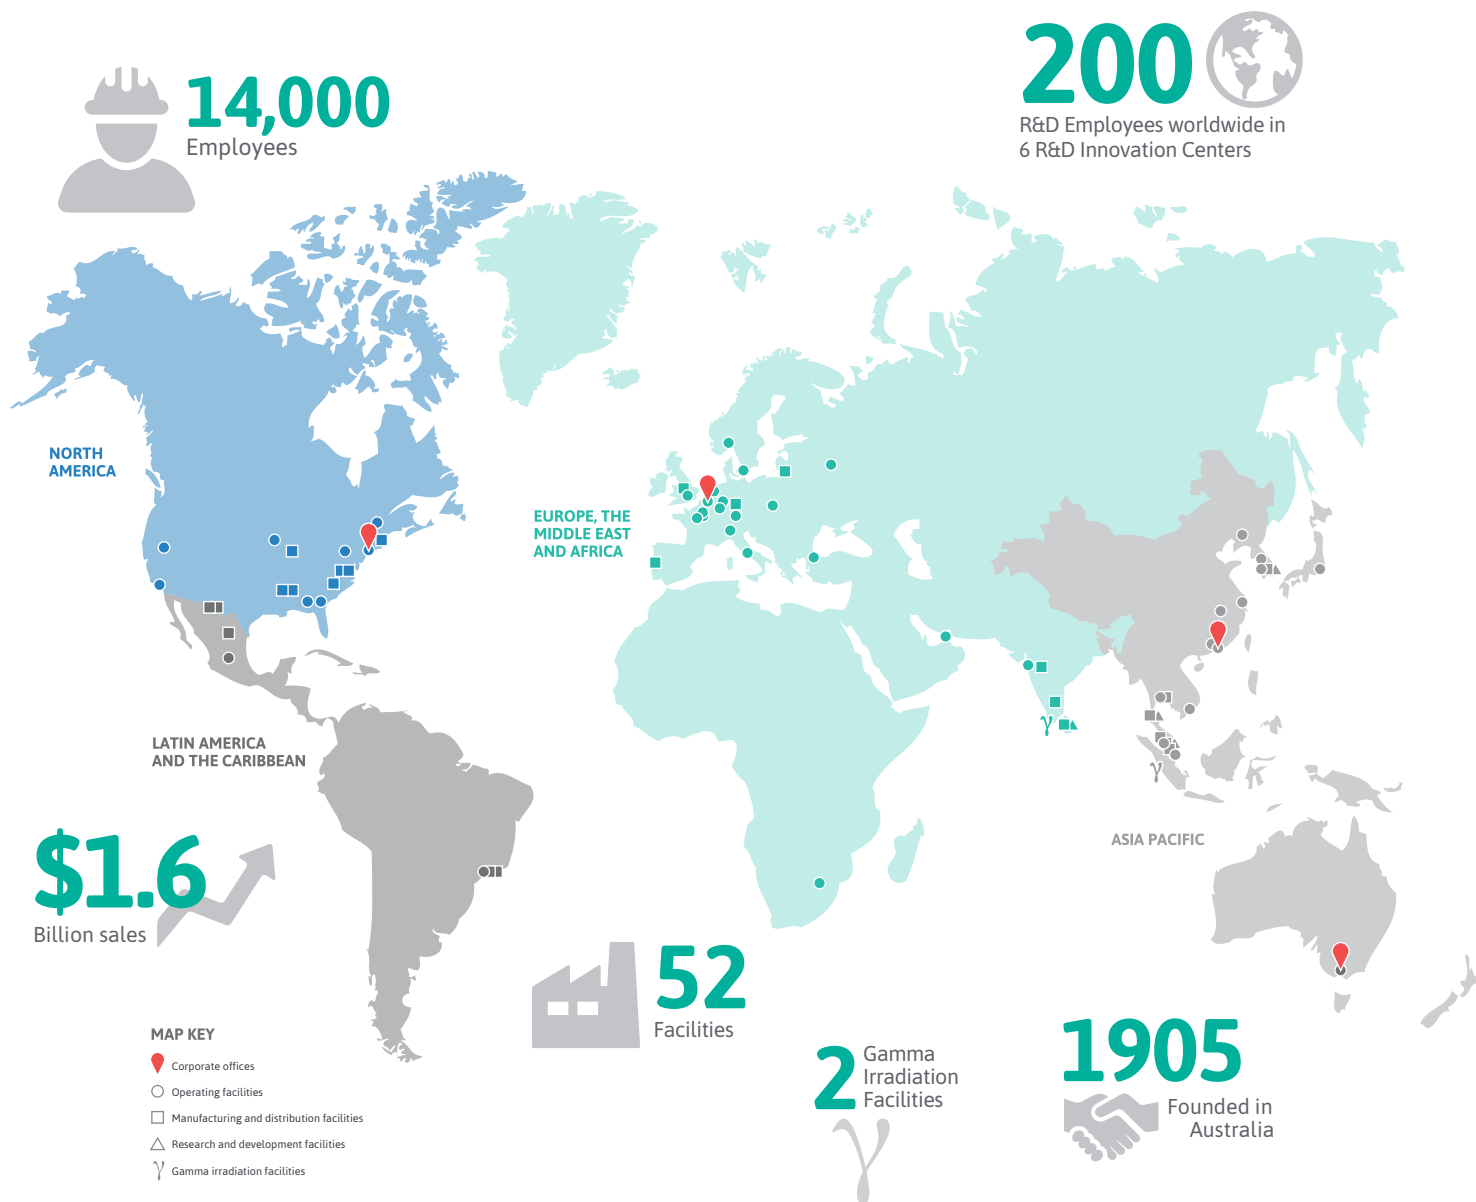 14,000
Employees
200
R&D Employees worldwide in
6 R&D Innovation Centers
NORTH
AMERICA
EUROPE, THE
MIDDLE EAST
AND AFRICA
LATIN AMERICA
AND THE CARIBBEAN
ASIA PACIFIC
$1.6
Billion sales
52
Facilities
2
Gamma
Irradiation
Facilities
1905
Founded in
Australia
MAP KEY
Corporate offices
Operating facilities
Manufacturing and distribution facilities
Research and development facilities
γ Gamma irradiation facilities
γ
γ
γ